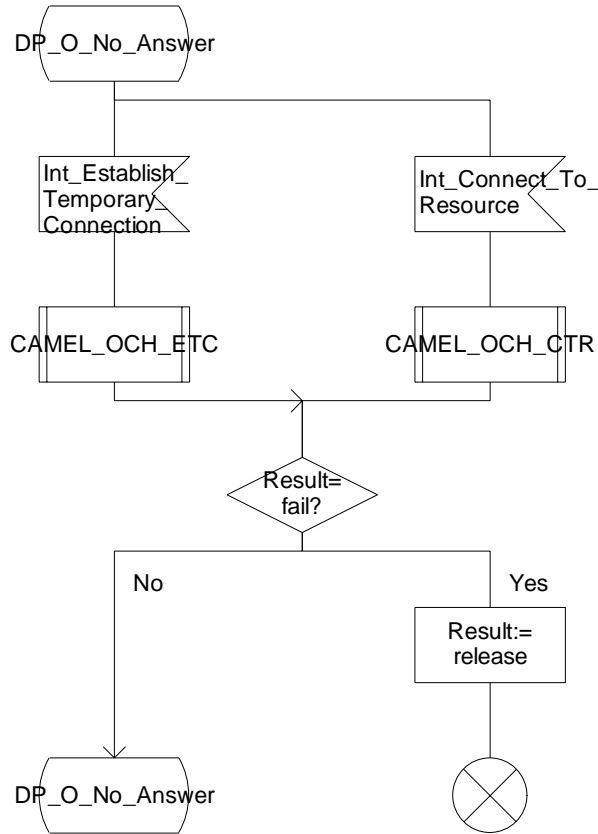 DP_O_No_Answer
Int_Establish_
Temporary_
Connection
Int_Connect_To_
Resource
CAMEL_OCH_ETC
CAMEL_OCH_CTR
Result=
fail?
No
Yes
Result:=
release
DP_O_No_Answer